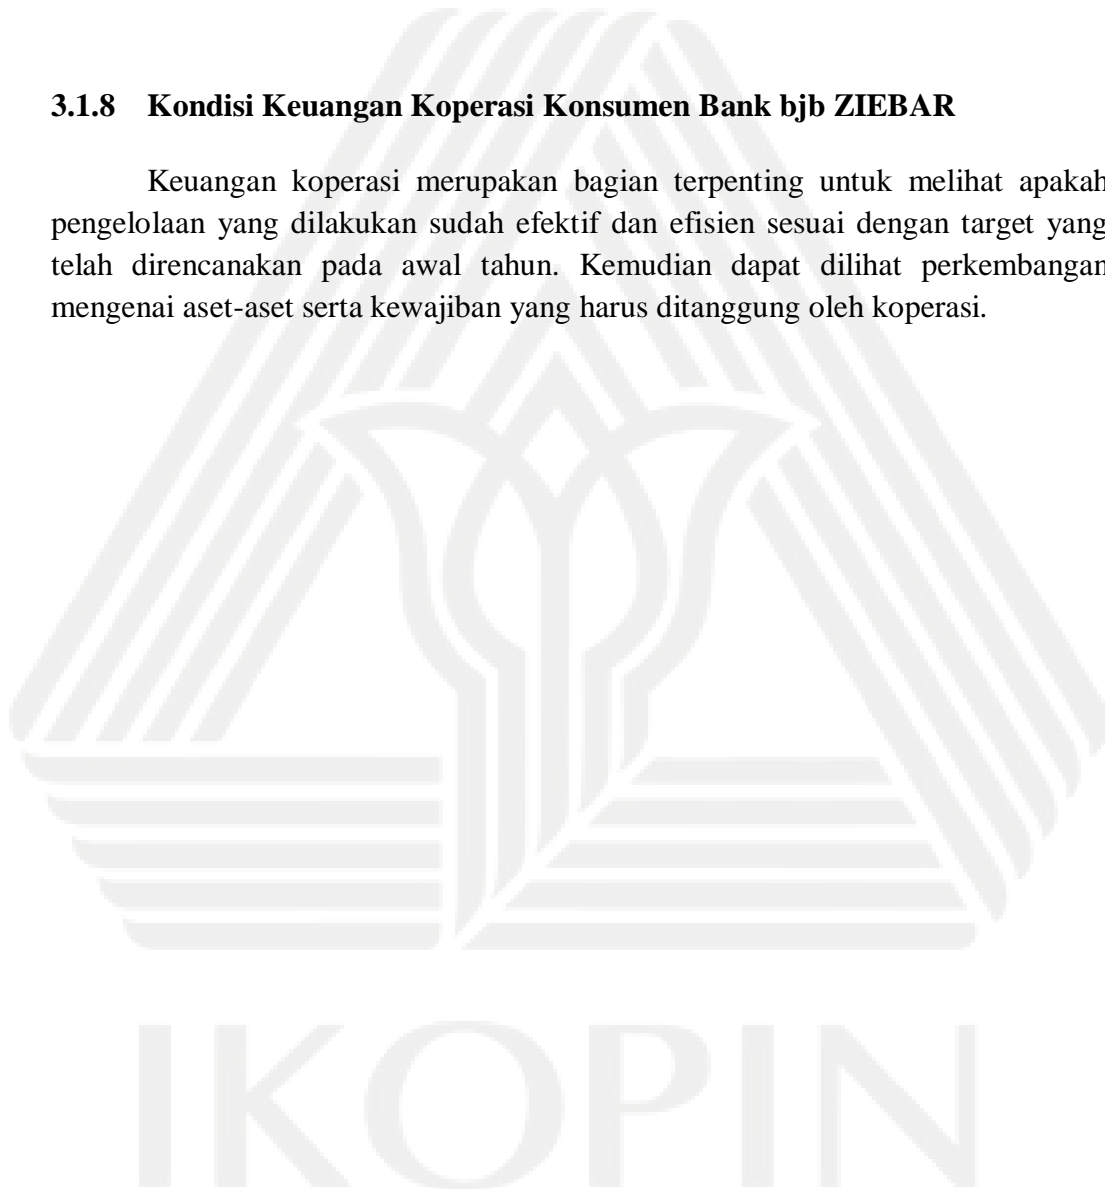 3.1.8 Kondisi Keuangan Koperasi Konsumen Bank bjb ZIEBAR
Keuangan koperasi merupakan bagian terpenting untuk melihat apakah
pengelolaan yang dilakukan sudah efektif dan efisien sesuai dengan target yang
telah direncanakan pada awal tahun. Kemudian dapat dilihat perkembangan
mengenai aset-aset serta kewajiban yang harus ditanggung oleh koperasi.
IKOPIN